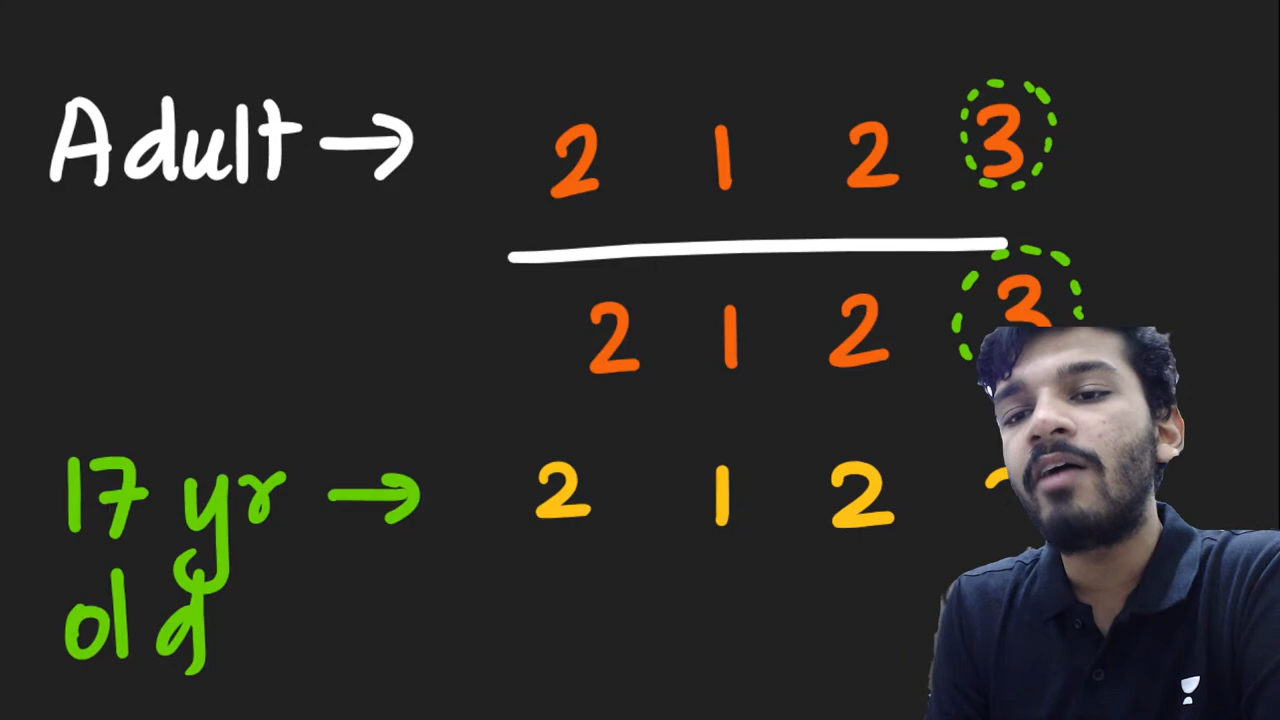 Adult → 2 1 2 3
2 1 2 3
17 yr → 2 1 2
old